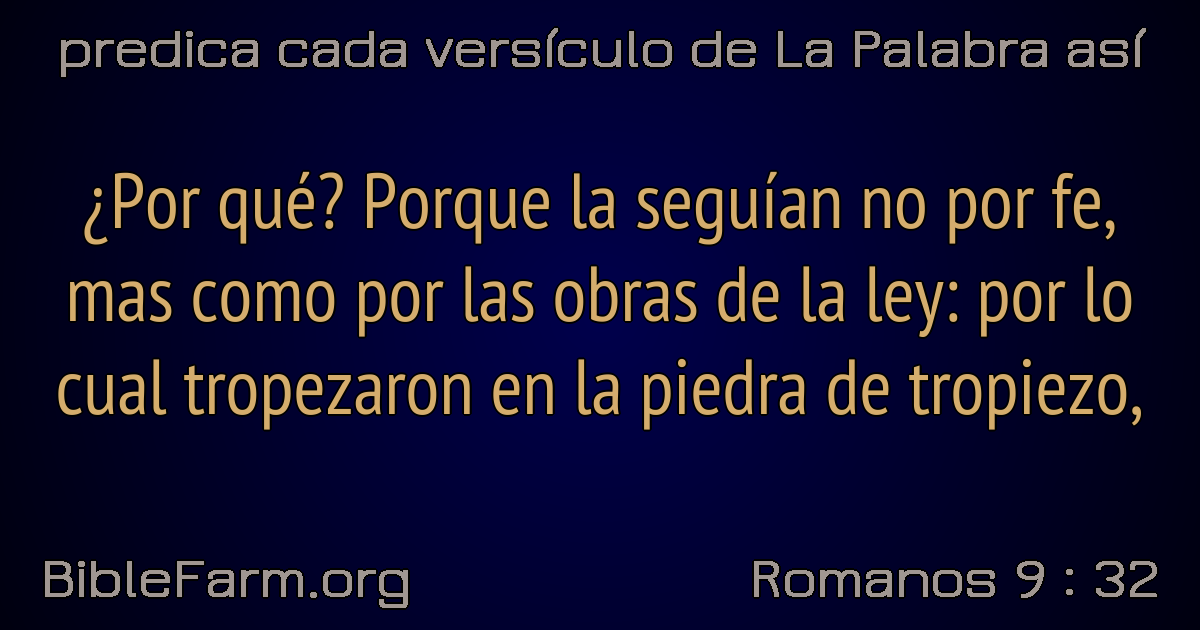 predica cada versículo de La Palabra así
¿Por qué? Porque la seguían no por fe,
mas como por las obras de la ley: por lo
cual tropezaron en la piedra de tropiezo,
BibleFarm.org
Romanos 9 : 32